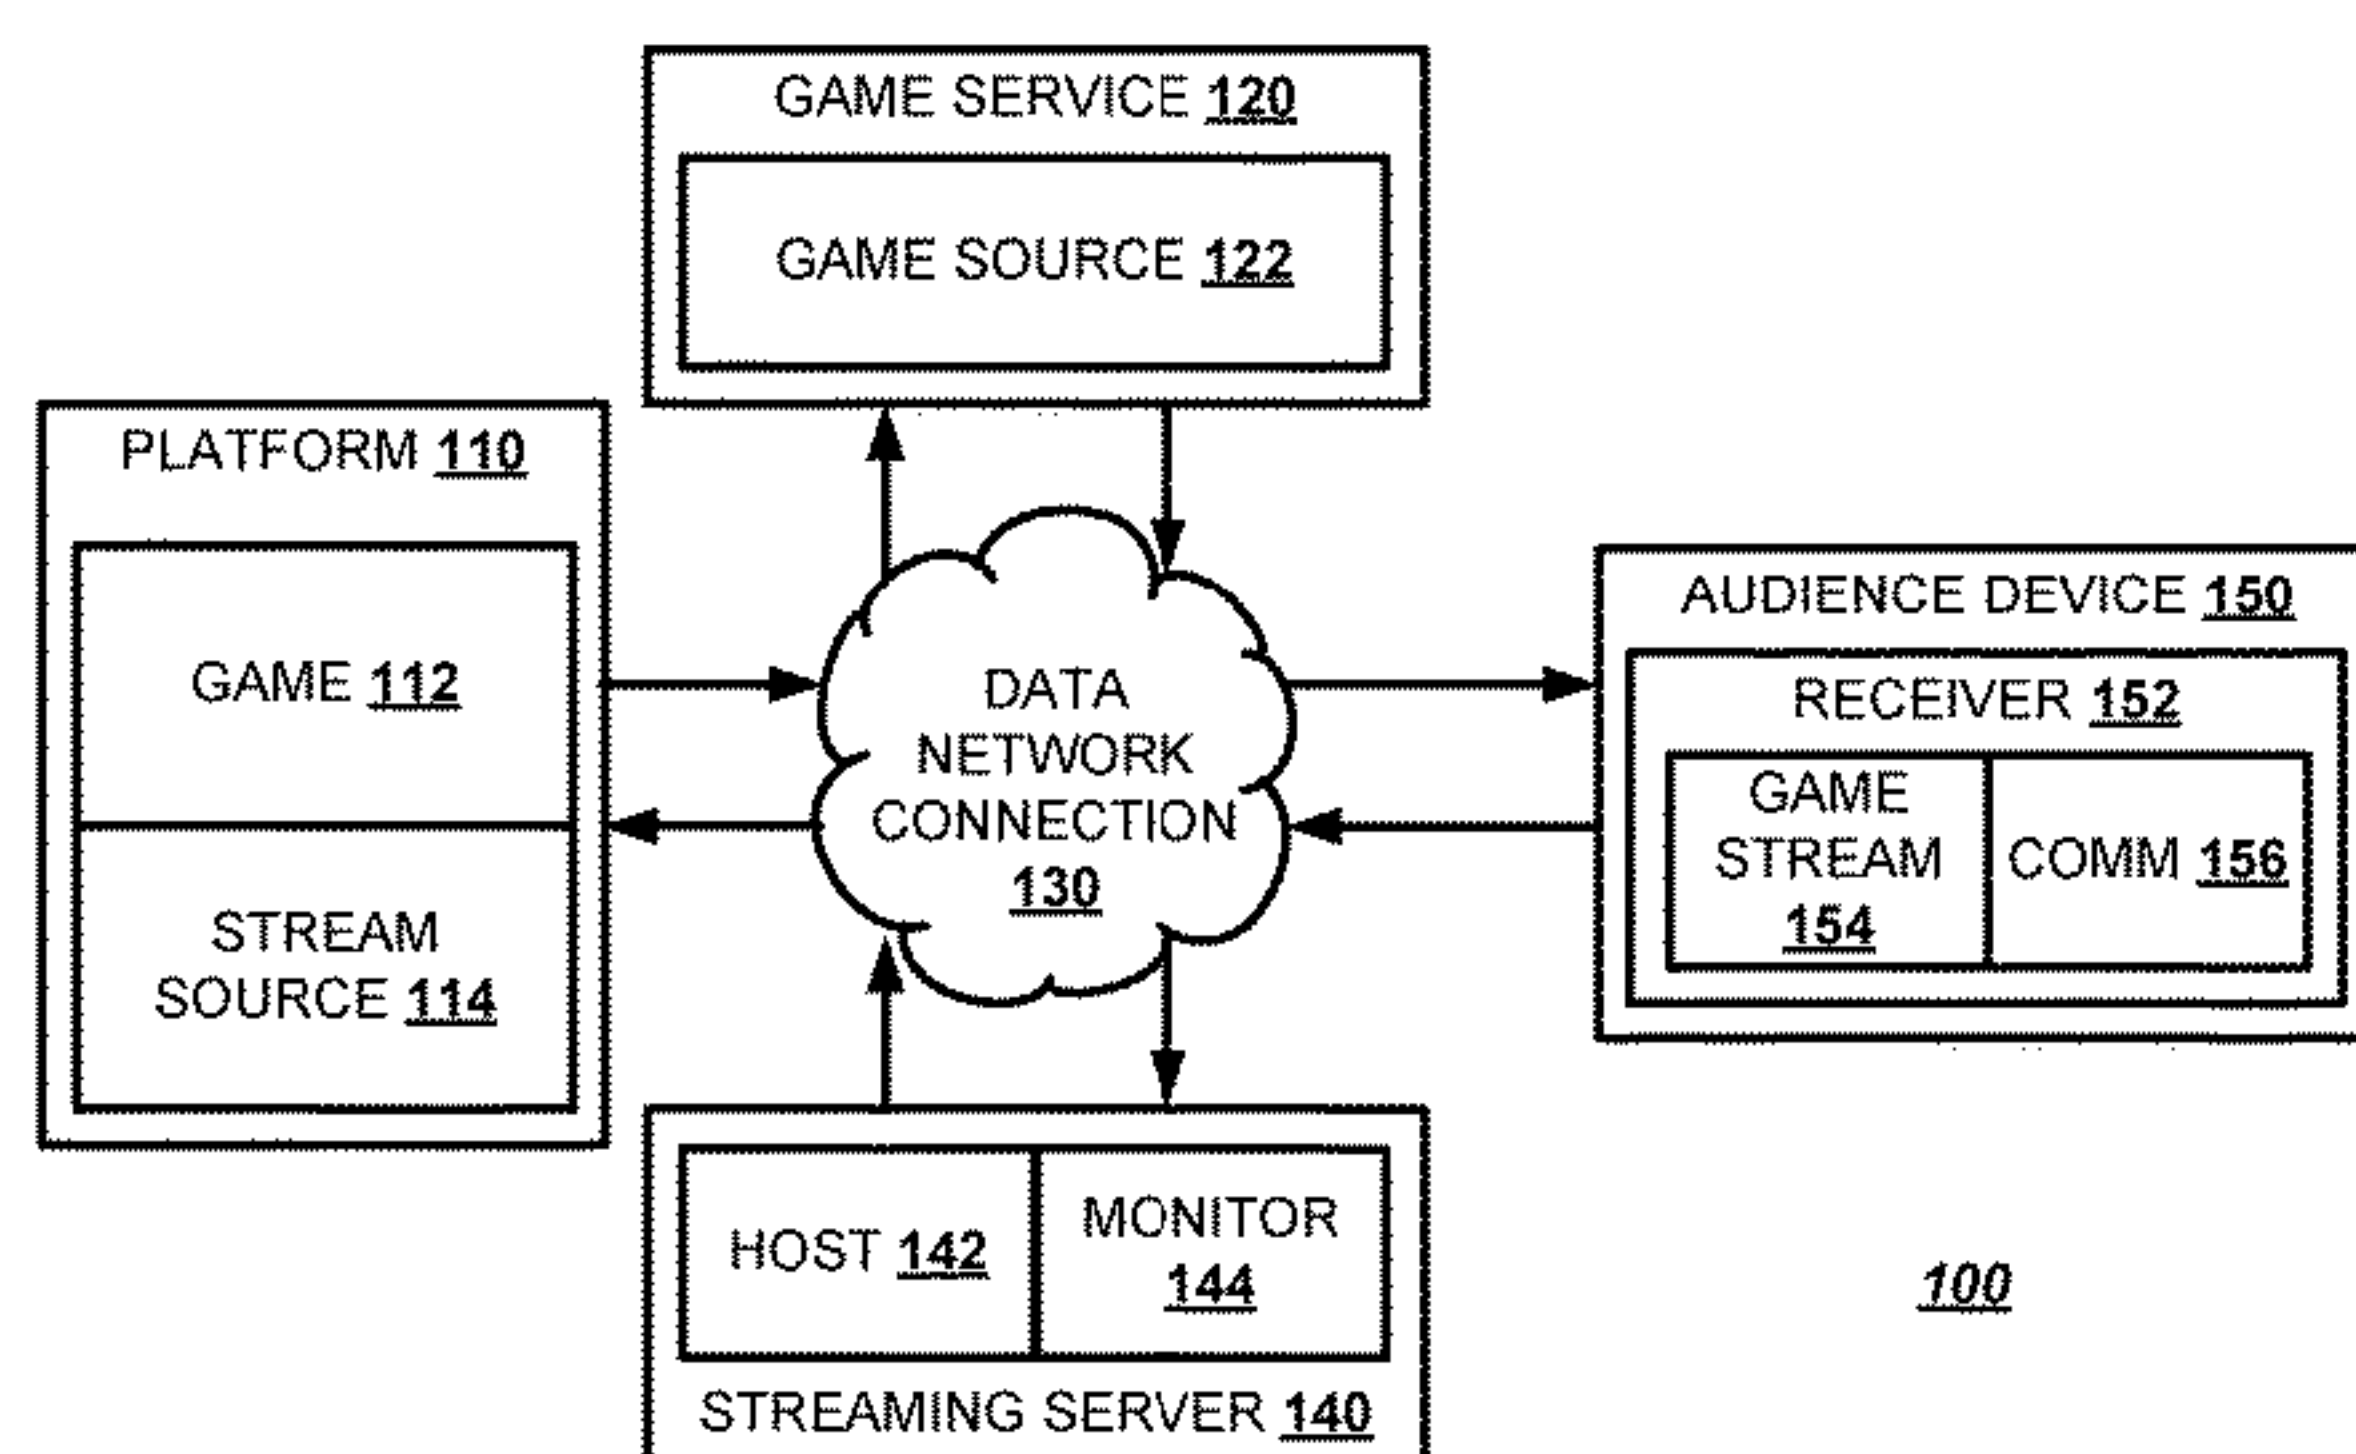 GAME SERVICE 120
GAME SOURCE 122
PLATFORM 110
GAME 112
STREAM
SOURCE 114
DATA
NETWORK
CONNECTION
130
AUDIENCE DEVICE 150
RECEIVER 152
GAME
STREAM
154
COMM 156
HOST 142
MONITOR
144
STREAMING SERVER 140
100